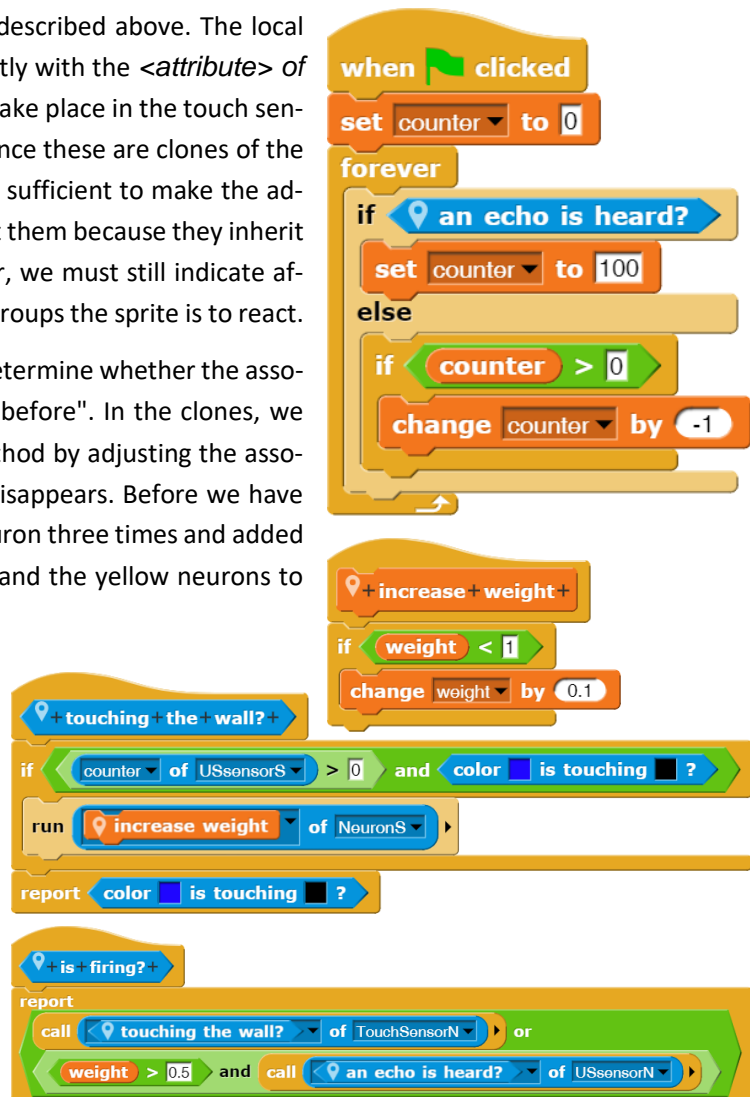 described above. The local
tly with the <attribute> of
ake place in the touch sen-
nce these are clones of the
sufficient to make the ad-
t them because they inherit
r, we must still indicate af-
groups the sprite is to react.
etermine whether the asso-
before". In the clones, we
thod by adjusting the asso-
isappears. Before we have
uron three times and added
and the yellow neurons to
when clicked
set counter to 0
forever
if an echo is heard?
set counter to 100
else
if counter > 0
change counter by -1
+ increase + weight +
if weight < 1
change weight by 0.1
+ touching + the + wall? +
if counter of USsensorS > 0 and color is touching ?
run increase weight of NeuronS
report color is touching ?
+ is + firing? +
report
call touching the wall? of TouchSensorN or
weight > 0.5 and call an echo is heard? of USsensorN